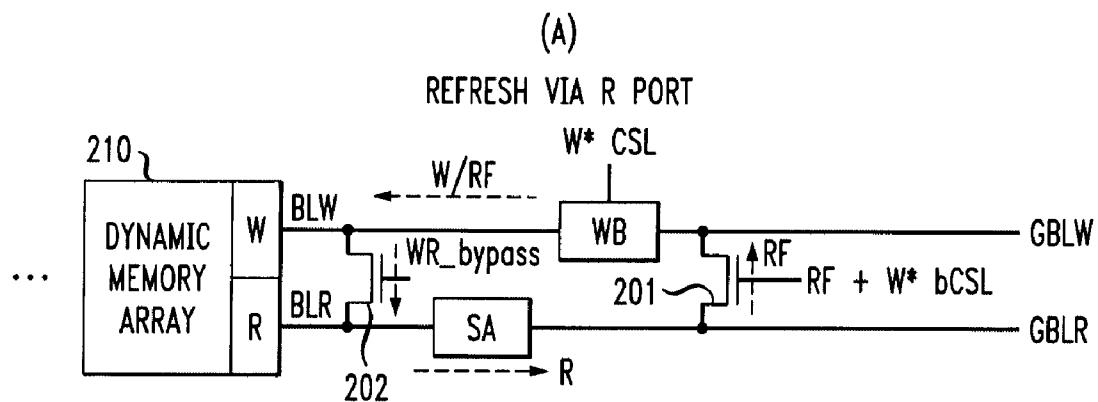 (A)
REFRESH VIA R PORT
W* CSL
210
W/RF
BLW
W
WB
GBLW
DYNAMIC
MEMORY
ARRAY
WR_bypass
RF
...
201
RF + W* bCSL
BLR
R
SA
GBLR
202
R